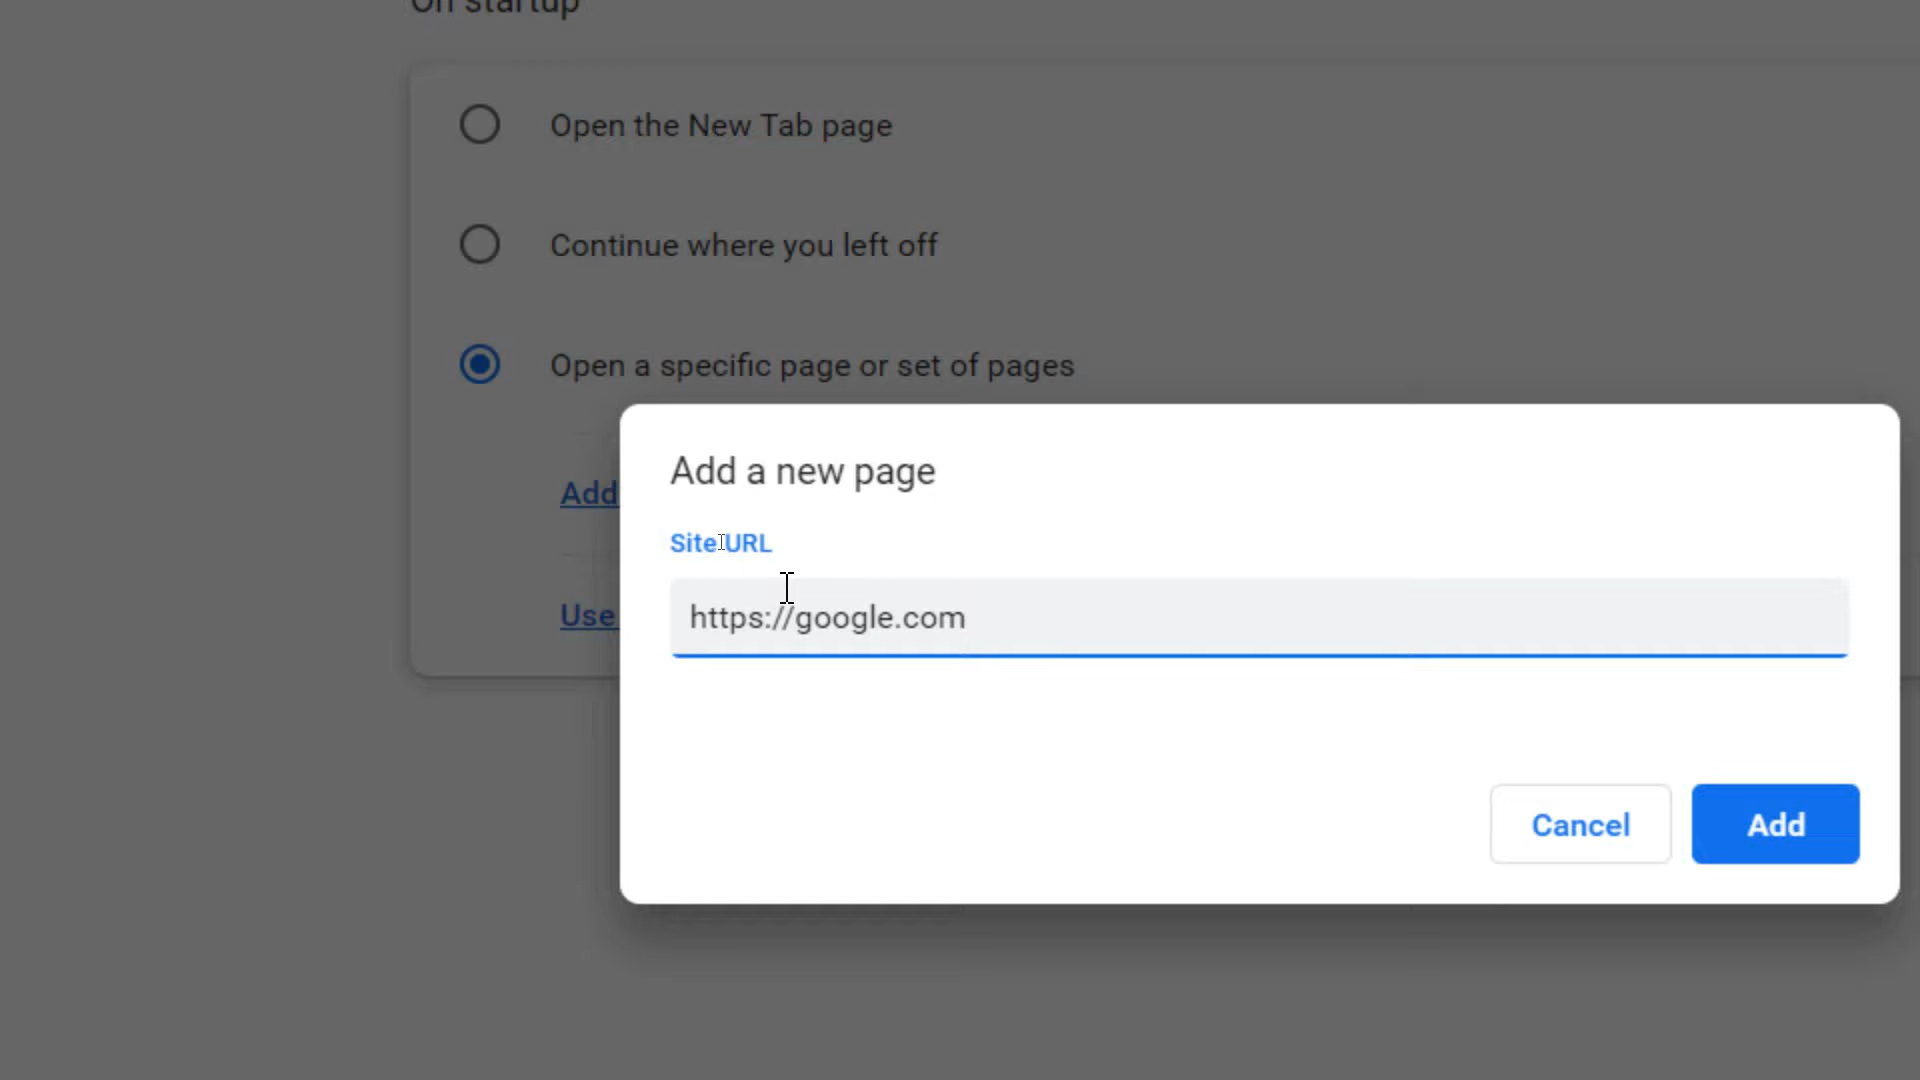 On startup
Open the New Tab page
Continue where you left off
Open a specific page or set of pages
Add
Use
Add a new page
Site URL
https://google.com
Cancel
Add